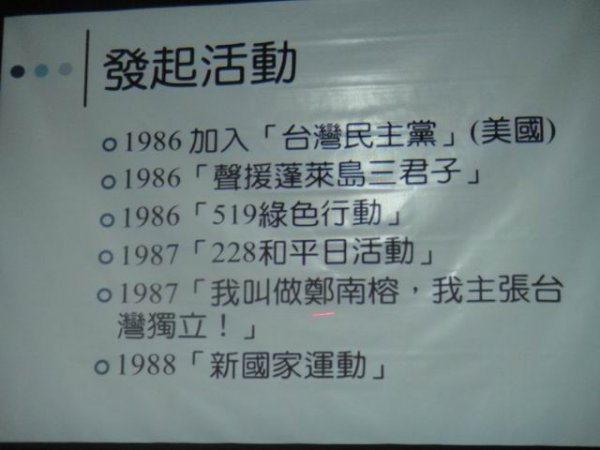 發起活動
1986 加入「台灣民主黨」(美國)
1986「聲援蓬萊島三君子」
1986「519綠色行動」
1987「228和平日活動」
1987「我叫做鄭南榕，我主張台
灣獨立！」
1988「新國家運動」